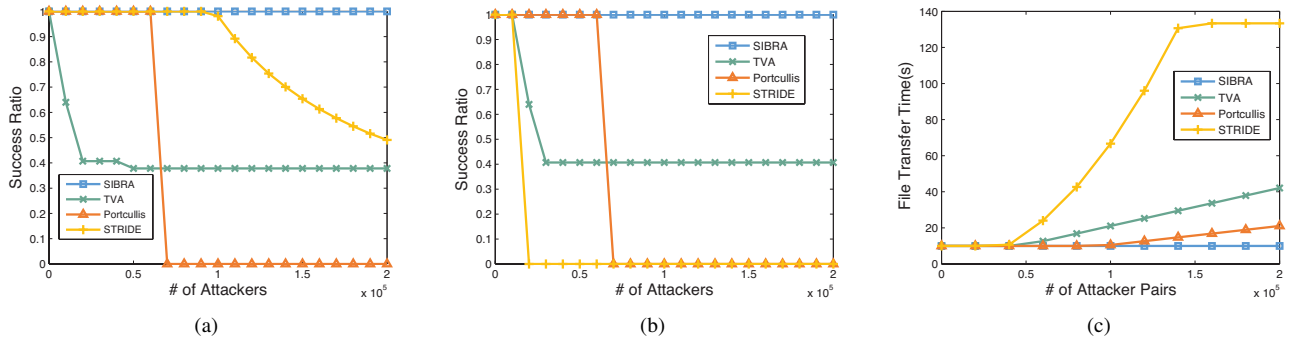 Success Ratio
1
0.9
0.8
0.7
0.6
0.5
0.4
0.3
0.2
0.1
0
SIBRA
TVA
Portcullis
STRIDE
0 0.5 1 1.5 2
# of Attackers
x 10^5
(a)
Success Ratio
1
0.9
0.8
0.7
0.6
0.5
0.4
0.3
0.2
0.1
0
SIBRA
TVA
Portcullis
STRIDE
0 0.5 1 1.5 2
# of Attackers
x 10^5
(b)
File Transfer Time(s)
140
120
100
80
60
40
20
0
SIBRA
TVA
Portcullis
STRIDE
0 0.5 1 1.5 2
# of Attacker Pairs
x 10^5
(c)